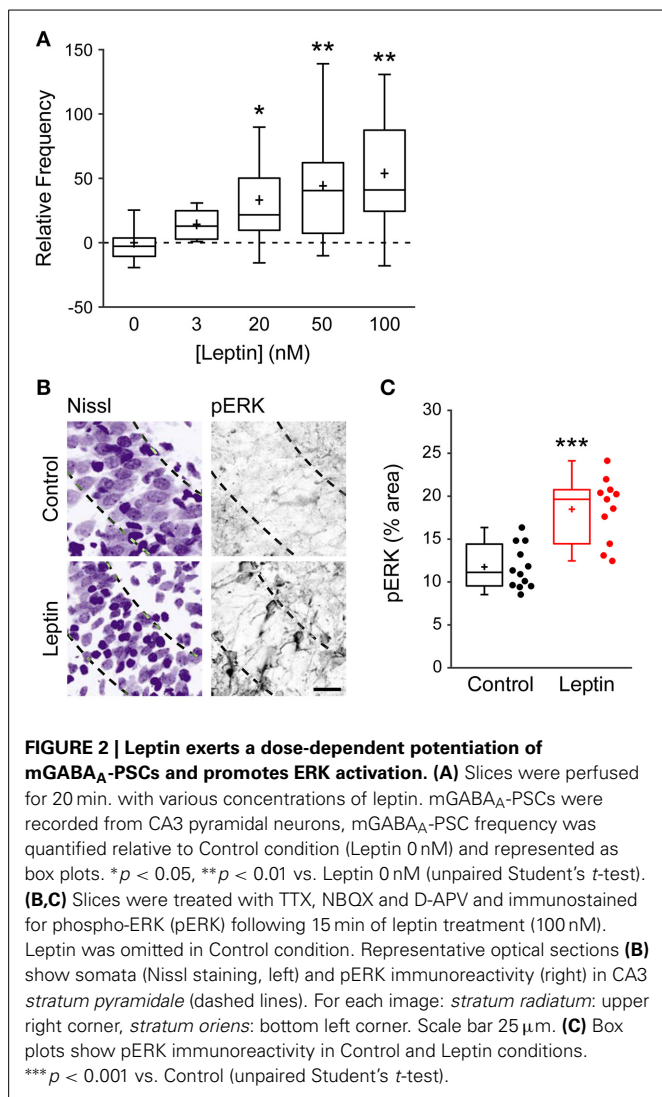 A
150
**
**
100
*
50
0
-50
Relative Frequency
0 3 20 50 100
[Leptin] (nM)
B
Nissl pERK
Control
Leptin
C
30
25
20
15
10
5
0
pERK (% area)
***
Control Leptin
FIGURE 2 | Leptin exerts a dose-dependent potentiation of
mGABAA-PSCs and promotes ERK activation. (A) Slices were perfused
for 20 min. with various concentrations of leptin. mGABAA-PSCs were
recorded from CA3 pyramidal neurons, mGABAA-PSC frequency was
quantified relative to Control condition (Leptin 0 nM) and represented as
box plots. *p < 0.05, **p < 0.01 vs. Leptin 0 nM (unpaired Student's t-test).
(B,C) Slices were treated with TTX, NBQX and D-APV and immunostained
for phospho-ERK (pERK) following 15 min of leptin treatment (100 nM).
Leptin was omitted in Control condition. Representative optical sections (B)
show somata (Nissl staining, left) and pERK immunoreactivity (right) in CA3
stratum pyramidale (dashed lines). For each image: stratum radiatum: upper
right corner, stratum oriens: bottom left corner. Scale bar 25 μm. (C) Box
plots show pERK immunoreactivity in Control and Leptin conditions.
***p < 0.001 vs. Control (unpaired Student's t-test).